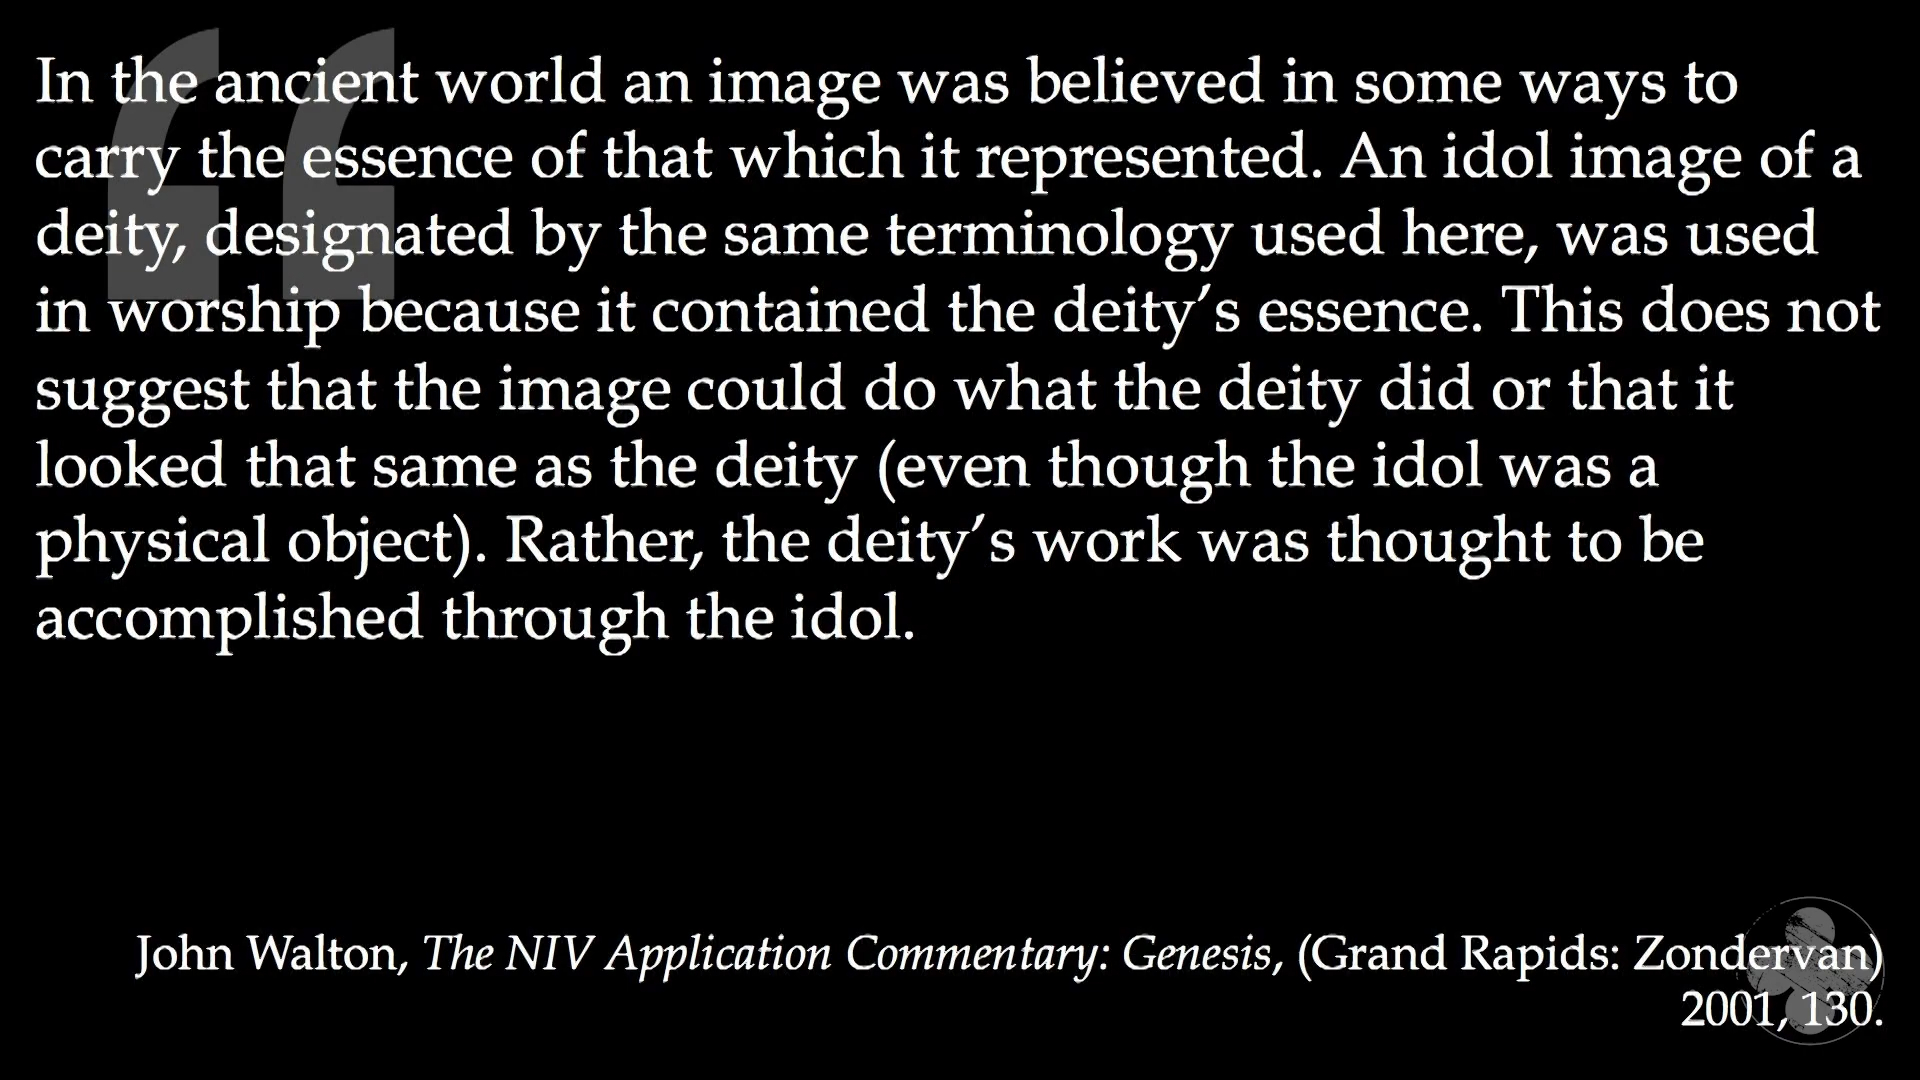 In the ancient world an image was believed in some ways to
carry the essence of that which it represented. An idol image of a
deity, designated by the same terminology used here, was used
in worship because it contained the deity’s essence. This does not
suggest that the image could do what the deity did or that it
looked that same as the deity (even though the idol was a
physical object). Rather, the deity’s work was thought to be
accomplished through the idol.
John Walton, The NIV Application Commentary: Genesis, (Grand Rapids: Zondervan)
2001, 130.